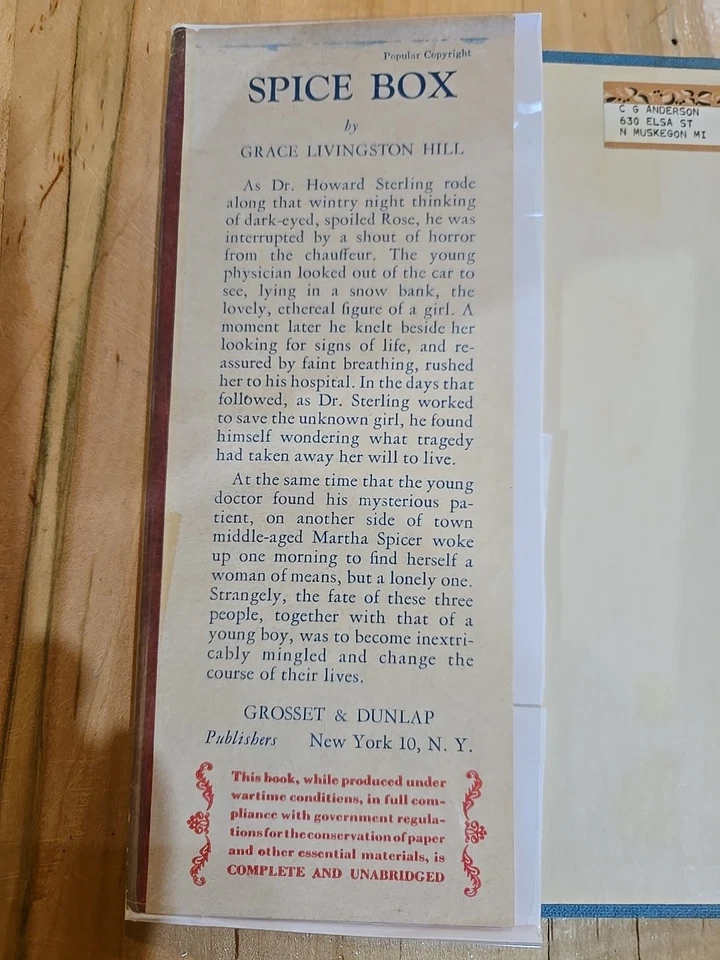 Popular Copyright
SPICE BOX
by
GRACE LIVINGSTON HILL
As Dr. Howard Sterling rode
along that wintry night thinking
of dark-eyed, spoiled Rose, he was
interrupted by a shout of horror
from the chauffeur. The young
physician looked out of the car to
see, lying in a snow bank, the
lovely, ethereal figure of a girl. A
moment later he knelt beside her
looking for signs of life, and re-
assured by faint breathing, rushed
her to his hospital. In the days that
followed, as Dr. Sterling worked
to save the unknown girl, he found
himself wondering what tragedy
had taken away her will to live.
At the same time that the young
doctor found his mysterious pa-
tient, on another side of town
middle-aged Martha Spicer woke
up one morning to find herself a
woman of means, but a lonely one.
Strangely, the fate of these three
people, together with that of a
young boy, was to become inextri-
cably mingled and change the
course of their lives.
GROSSET & DUNLAP
Publishers New York 10, N. Y.
This book, while produced under
wartime conditions, in full com-
pliance with government regula-
tions for the conservation of paper
and other essential materials, is
COMPLETE AND UNABRIDGED
C G ANDERSON
630 ELSA ST
N MUSKEGON MI